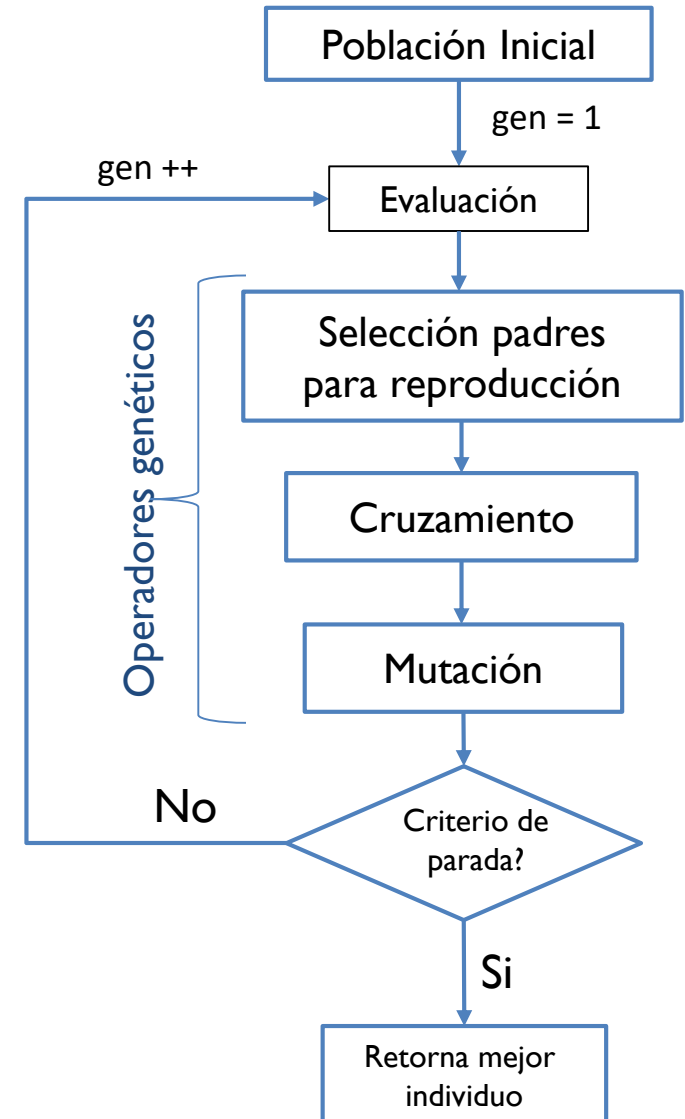 Población Inicial
gen = 1
gen ++
Evaluación
Operadores genéticos
Selección padres
para reproducción
Cruzamiento
Mutación
No
Criterio de
parada?
Si
Retorna mejor
individuo